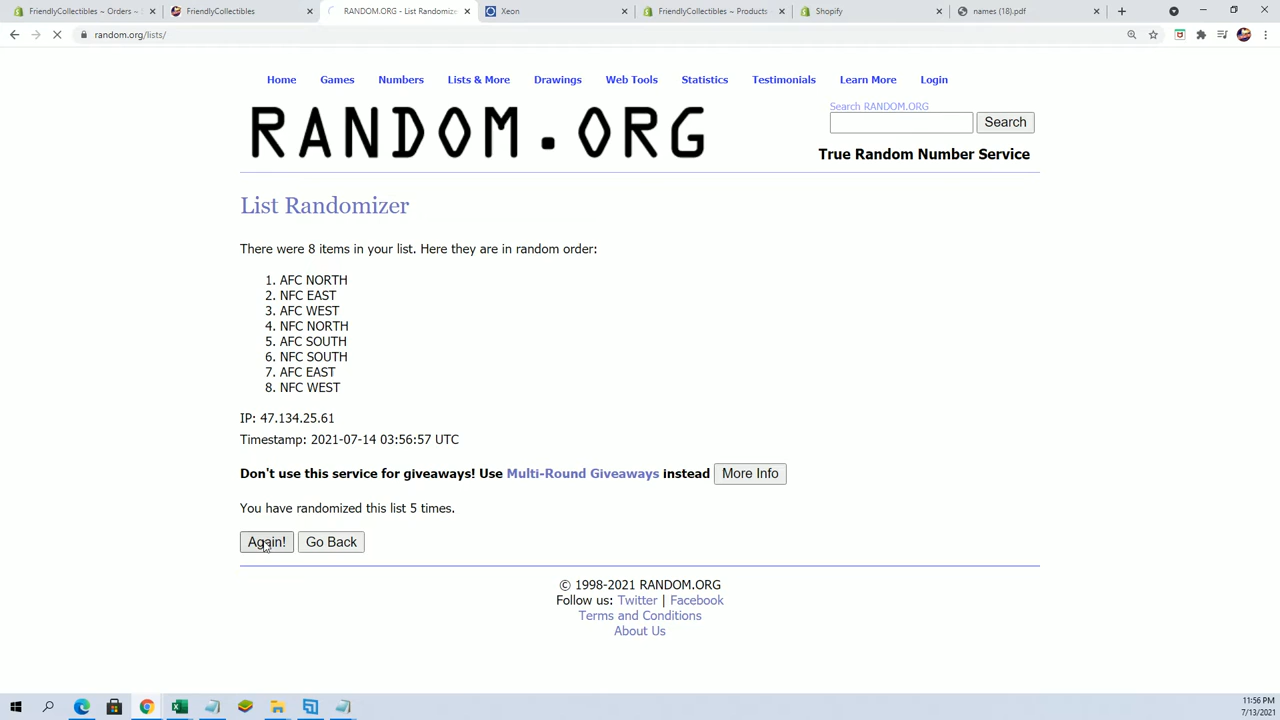 FriendlyCollectibles ~ Orders ~
FriendlyCollectibles
RANDOM.ORG - List Randomize
Xeon
FriendlyCollectibles ~ Products
Shopify
names (18).pdf
random.org/lists/
Home Games Numbers Lists & More Drawings Web Tools Statistics Testimonials Learn More Login
RANDOM.ORG
Search RANDOM.ORG
Search
True Random Number Service
List Randomizer
There were 8 items in your list. Here they are in random order:
1. AFC NORTH
2. NFC EAST
3. AFC WEST
4. NFC NORTH
5. AFC SOUTH
6. NFC SOUTH
7. AFC EAST
8. NFC WEST
IP: 47.134.25.61
Timestamp: 2021-07-14 03:56:57 UTC
Don't use this service for giveaways! Use Multi-Round Giveaways instead More Info
You have randomized this list 5 times.
Again! Go Back
© 1998-2021 RANDOM.ORG
Follow us: Twitter | Facebook
Terms and Conditions
About Us
11:56 PM
7/13/2021